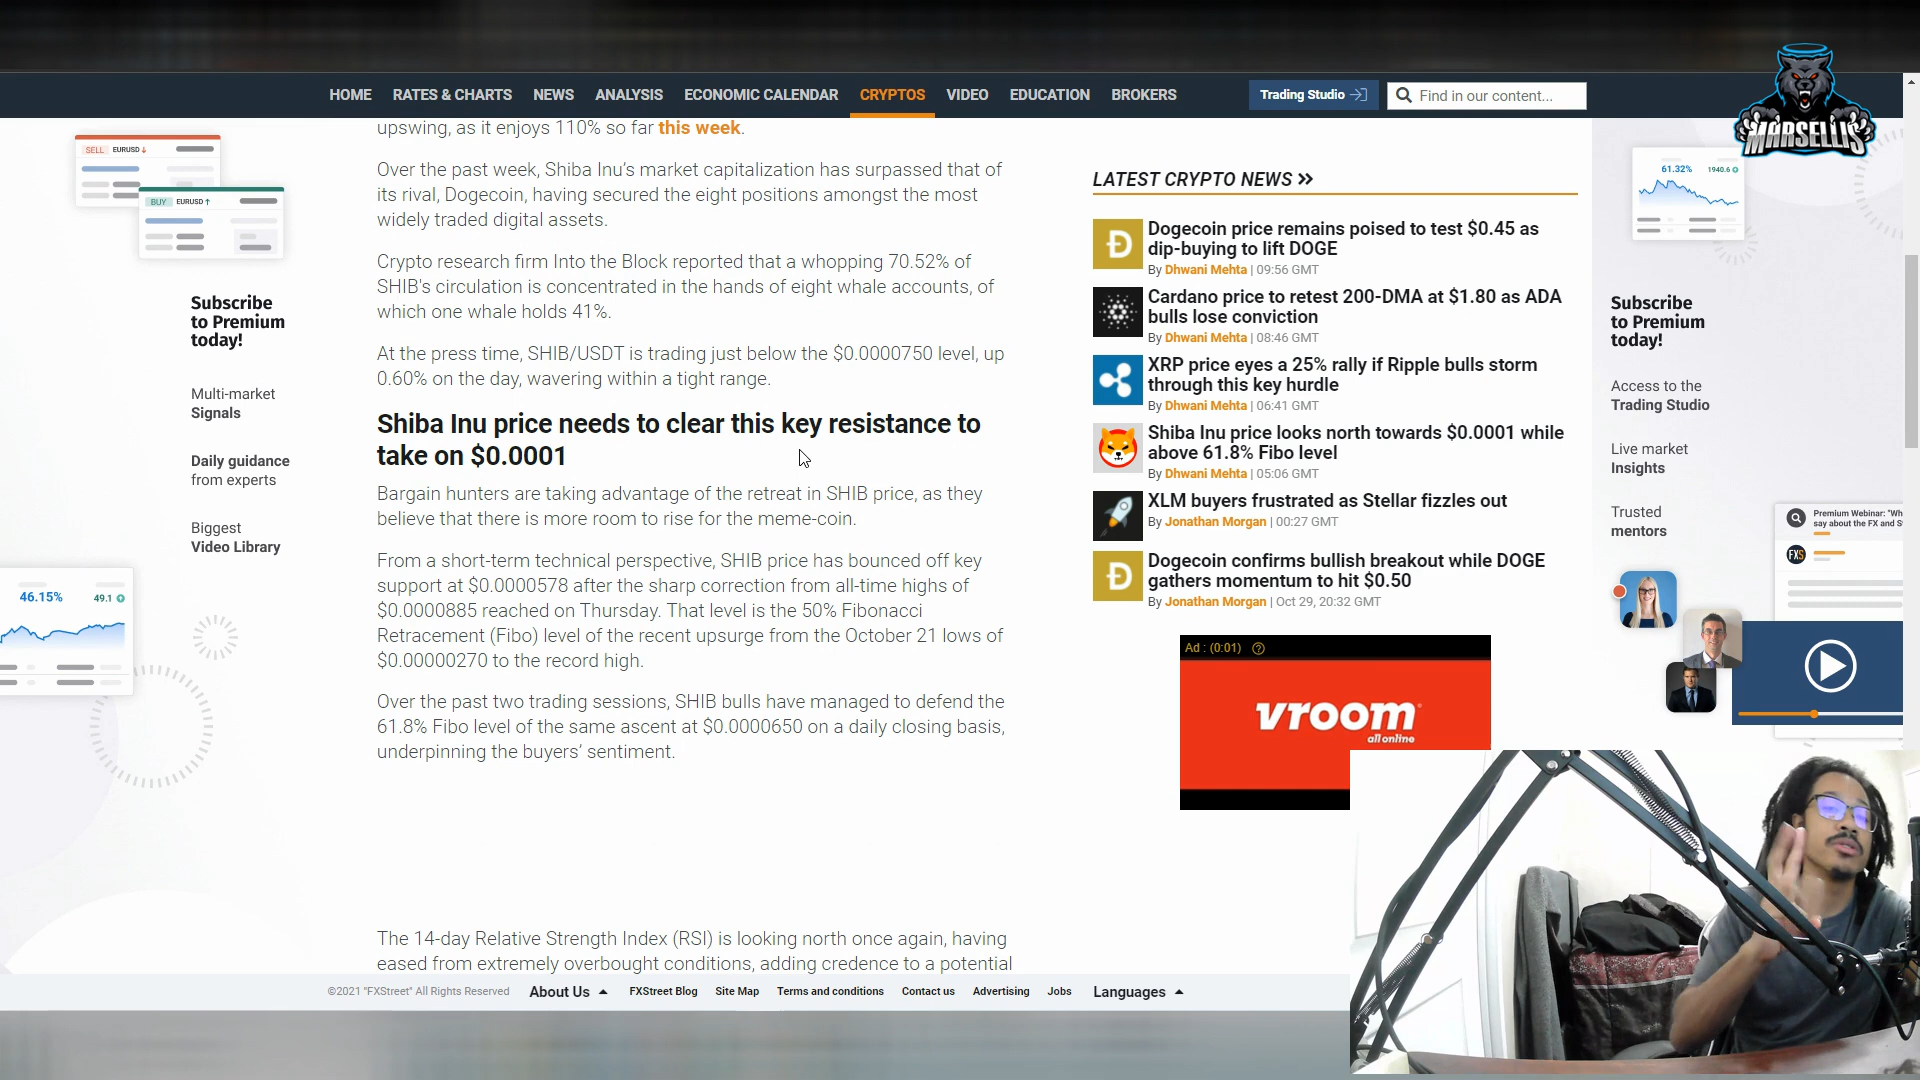 MARSELLIS
HOME RATES & CHARTS NEWS ANALYSIS ECONOMIC CALENDAR CRYPTOS VIDEO EDUCATION BROKERS Trading Studio Find in our content...
upswing, as it enjoys 110% so far this week.
Over the past week, Shiba Inu’s market capitalization has surpassed that of
its rival, Dogecoin, having secured the eight positions amongst the most
widely traded digital assets.
Crypto research firm Into the Block reported that a whopping 70.52% of
SHIB's circulation is concentrated in the hands of eight whale accounts, of
which one whale holds 41%.
At the press time, SHIB/USDT is trading just below the $0.0000750 level, up
0.60% on the day, wavering within a tight range.
Shiba Inu price needs to clear this key resistance to
take on $0.0001
Bargain hunters are taking advantage of the retreat in SHIB price, as they
believe that there is more room to rise for the meme-coin.
From a short-term technical perspective, SHIB price has bounced off key
support at $0.0000578 after the sharp correction from all-time highs of
$0.0000885 reached on Thursday. That level is the 50% Fibonacci
Retracement (Fibo) level of the recent upsurge from the October 21 lows of
$0.00000270 to the record high.
Over the past two trading sessions, SHIB bulls have managed to defend the
61.8% Fibo level of the same ascent at $0.0000650 on a daily closing basis,
underpinning the buyers’ sentiment.
The 14-day Relative Strength Index (RSI) is looking north once again, having
eased from extremely overbought conditions, adding credence to a potential
SELL EURUSD
BUY EURUSD
Subscribe
to Premium
today!
Multi-market
Signals
Daily guidance
from experts
Biggest
Video Library
46.15% 49.1
LATEST CRYPTO NEWS
Dogecoin price remains poised to test $0.45 as
dip-buying to lift DOGE
By Dhwani Mehta | 09:56 GMT
Cardano price to retest 200-DMA at $1.80 as ADA
bulls lose conviction
By Dhwani Mehta | 08:46 GMT
XRP price eyes a 25% rally if Ripple bulls storm
through this key hurdle
By Dhwani Mehta | 06:41 GMT
Shiba Inu price looks north towards $0.0001 while
above 61.8% Fibo level
By Dhwani Mehta | 05:06 GMT
XLM buyers frustrated as Stellar fizzles out
By Jonathan Morgan | 00:27 GMT
Dogecoin confirms bullish breakout while DOGE
gathers momentum to hit $0.50
By Jonathan Morgan | Oct 29, 20:32 GMT
Ad : (0:01)
vroom
all online
61.32% 1940.6
Subscribe
to Premium
today!
Access to the
Trading Studio
Live market
Insights
Trusted
mentors
Premium Webinar: "Wh
say about the FX and S
FXS
©2021 "FXStreet" All Rights Reserved About Us FXStreet Blog Site Map Terms and conditions Contact us Advertising Jobs Languages